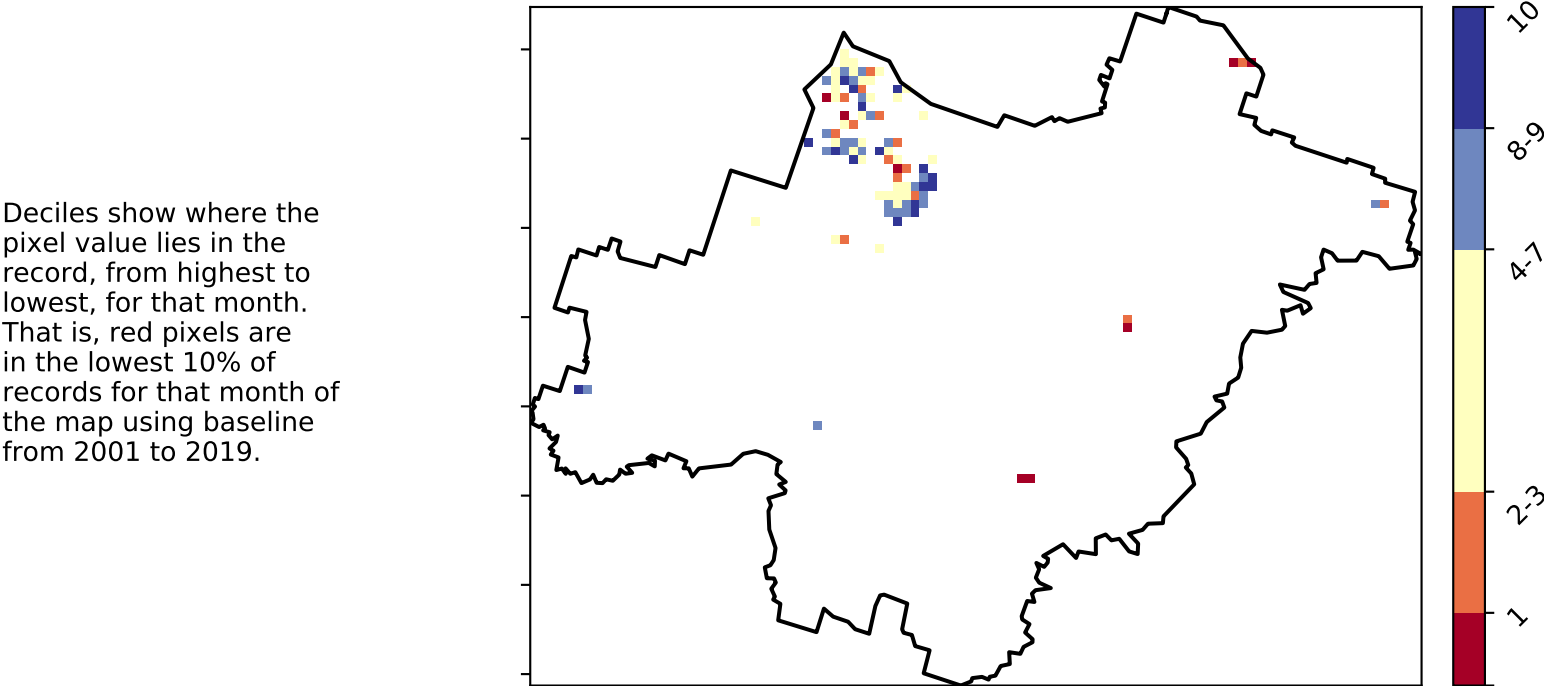 Deciles show where the
pixel value lies in the
record, from highest to
lowest, for that month.
That is, red pixels are
in the lowest 10% of
records for that month of
the map using baseline
from 2001 to 2019.
10
8-9
4-7
2-3
1